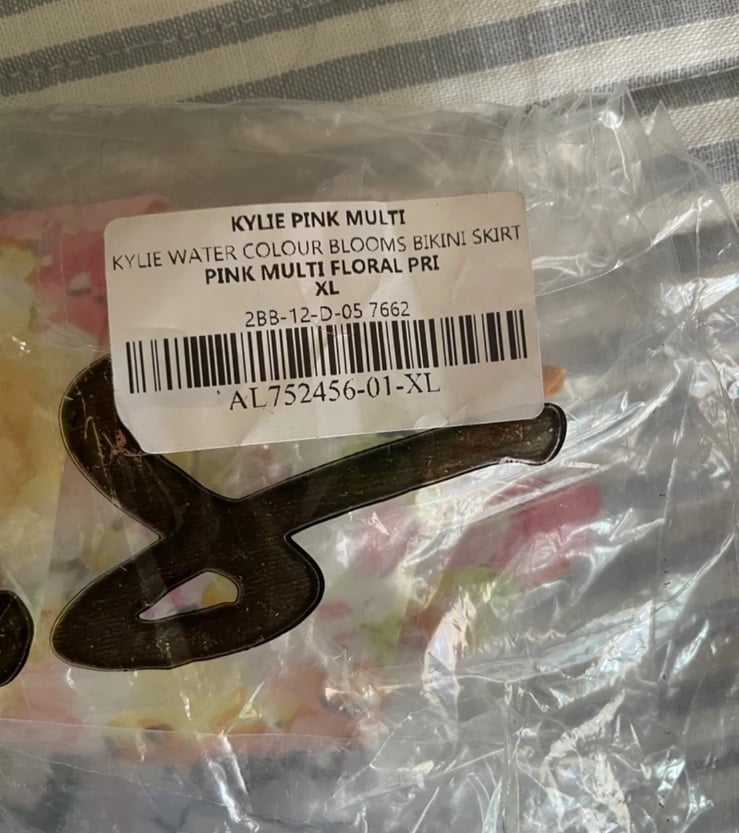 KYLIE PINK MULTI
KYLIE WATER COLOUR BLOOMS BIKINI SKIRT
PINK MULTI FLORAL PRI
XL
2BB-12-D-05 7662
AL752456-01-XL